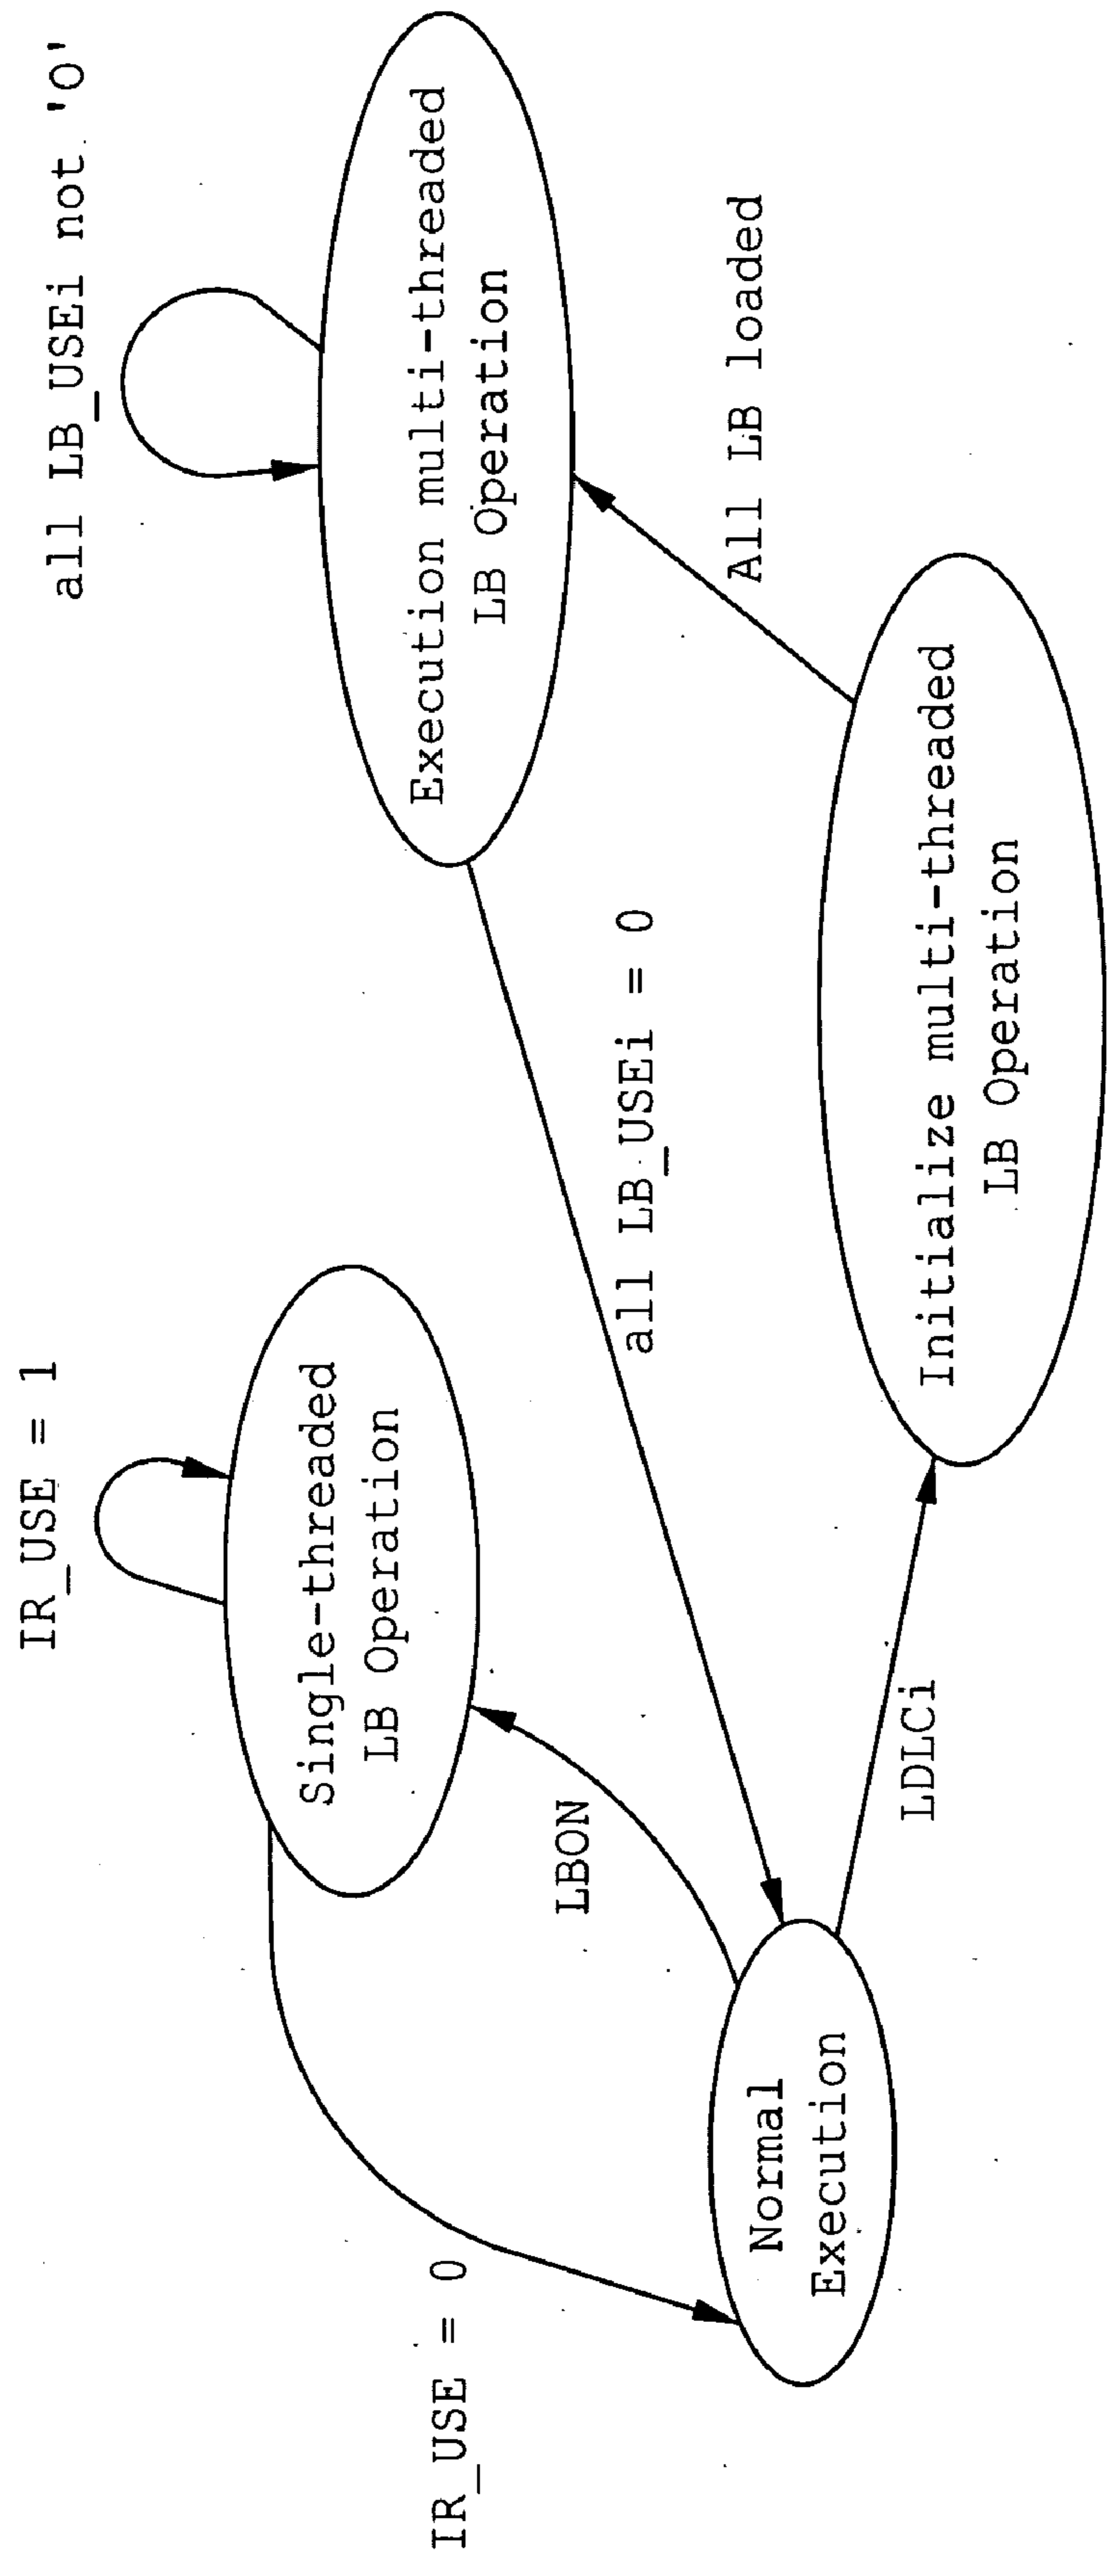 IR_USE = 1
all LB_USEi not '0'
Single-threaded
LB Operation
Execution multi-threaded
LB Operation
IR_USE = 0
LBON
all LB_USEi = 0
All LB loaded
Normal
Execution
LDLCi
Initialize multi-threaded
LB Operation